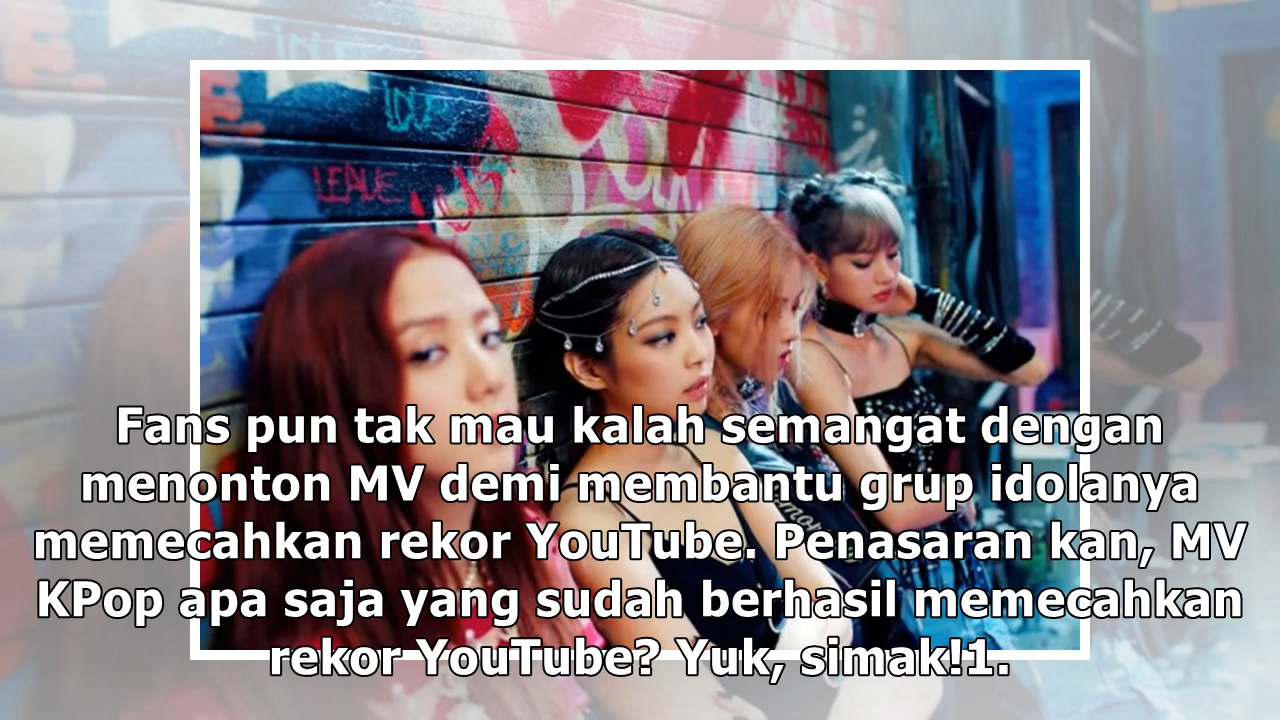 LEAVE
Fans pun tak mau kalah semangat dengan
menonton MV demi membantu grup idolanya
memecahkan rekor YouTube. Penasaran kan, MV
KPop apa saja yang sudah berhasil memecahkan
rekor YouTube? Yuk, simak!1.